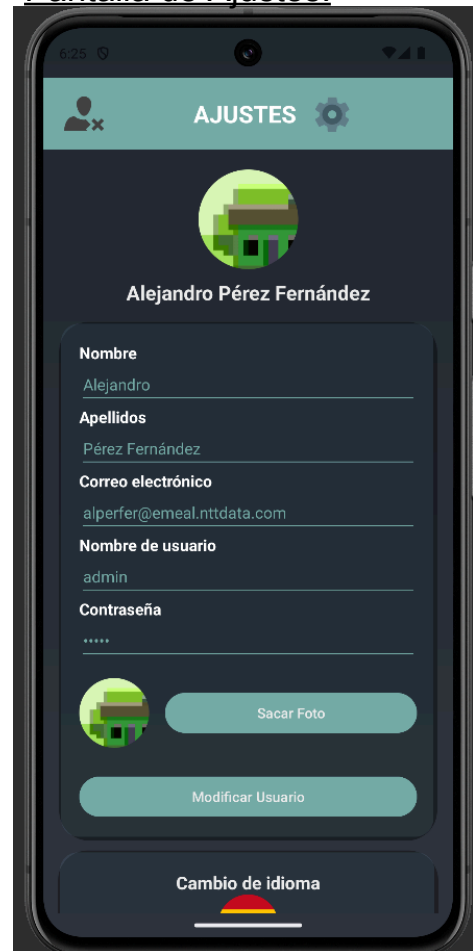 Pantalla de Ajustes:
6:25
AJUSTES
Alejandro Pérez Fernández
Nombre
Alejandro
Apellidos
Pérez Fernández
Correo electrónico
alperfer@emeal.nttdata.com
Nombre de usuario
admin
Contraseña
•••••
Sacar Foto
Modificar Usuario
Cambio de idioma